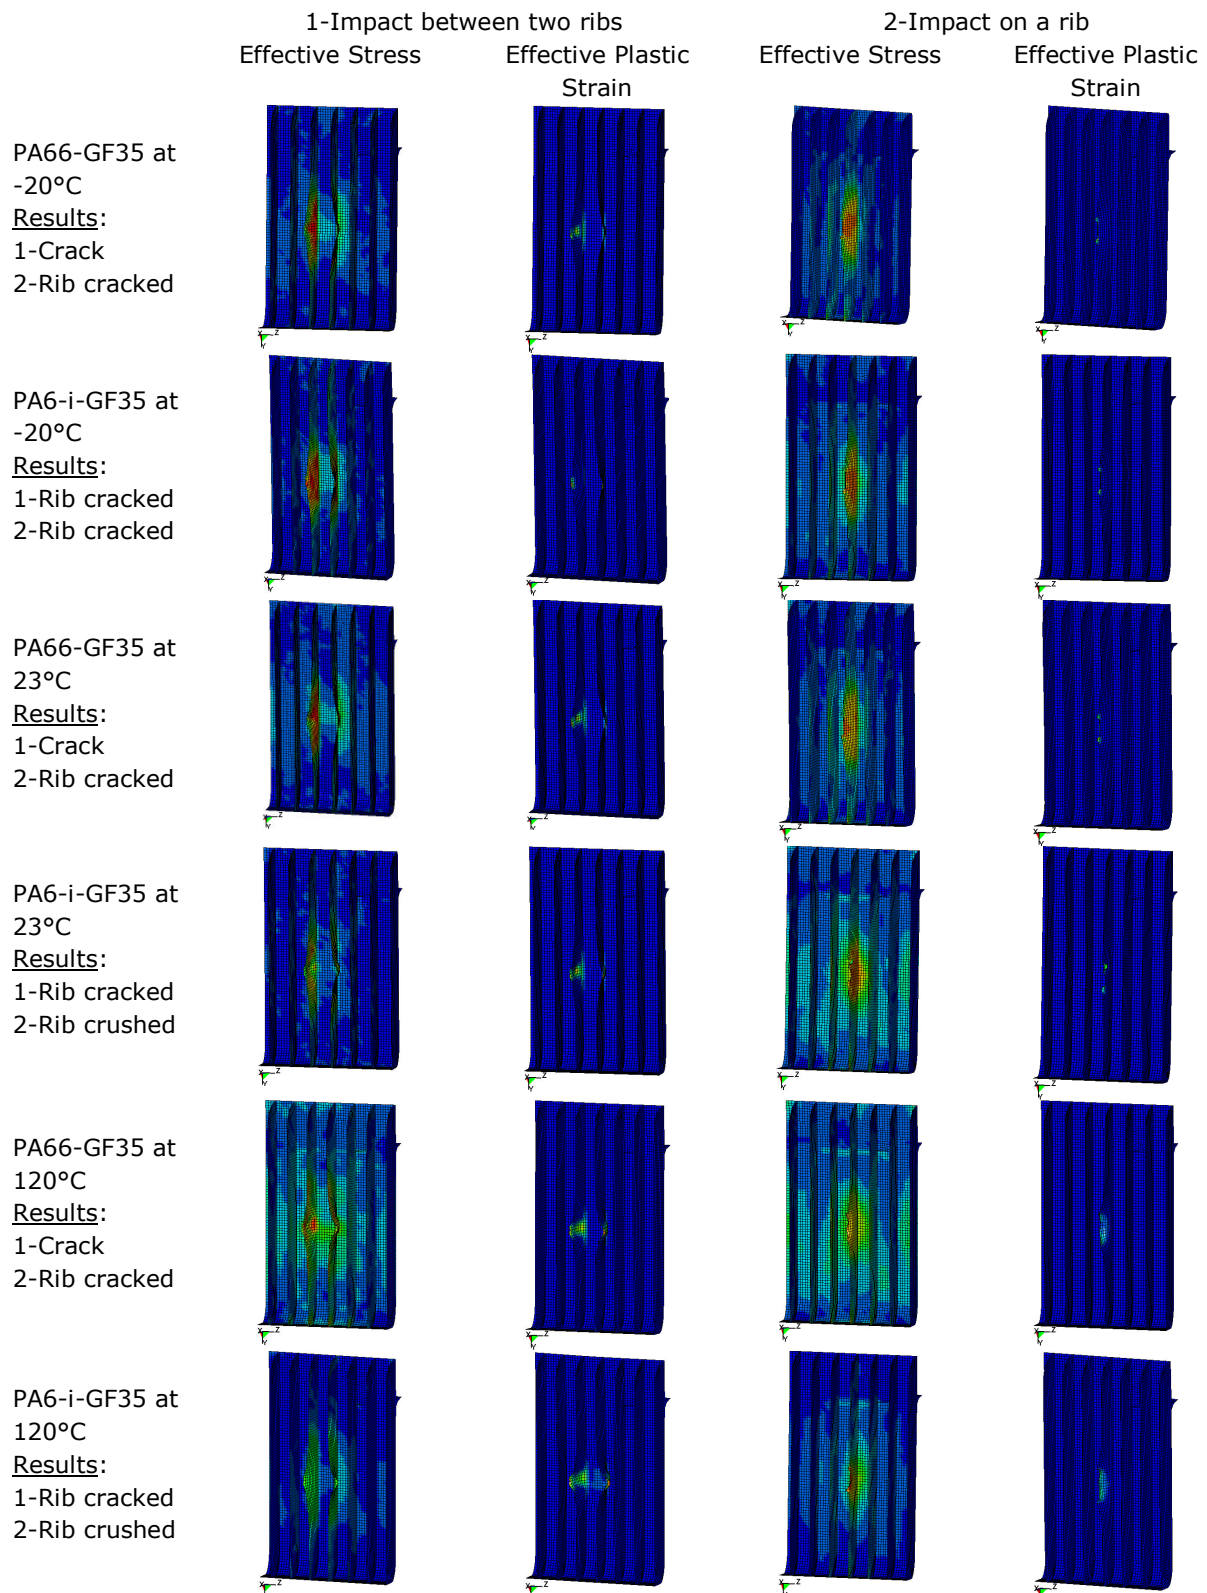 1-Impact between two ribs 2-Impact on a rib
Effective Stress Effective Plastic Strain Effective Stress Effective Plastic Strain
PA66-GF35 at
-20°C
Results:
1-Crack
2-Rib cracked
X Z
Y
X Z
Y
X Z
Y
X Z
Y
PA6-i-GF35 at
-20°C
Results:
1-Rib cracked
2-Rib cracked
X Z
Y
X Z
Y
X Z
Y
X Z
Y
PA66-GF35 at
23°C
Results:
1-Crack
2-Rib cracked
X Z
Y
X Z
Y
X Z
Y
X Z
Y
PA6-i-GF35 at
23°C
Results:
1-Rib cracked
2-Rib crushed
X Z
Y
X Z
Y
X Z
Y
X Z
Y
PA66-GF35 at
120°C
Results:
1-Crack
2-Rib cracked
X Z
Y
X Z
Y
X Z
Y
X Z
Y
PA6-i-GF35 at
120°C
Results:
1-Rib cracked
2-Rib crushed
X Z
X Z
X Z
X Z